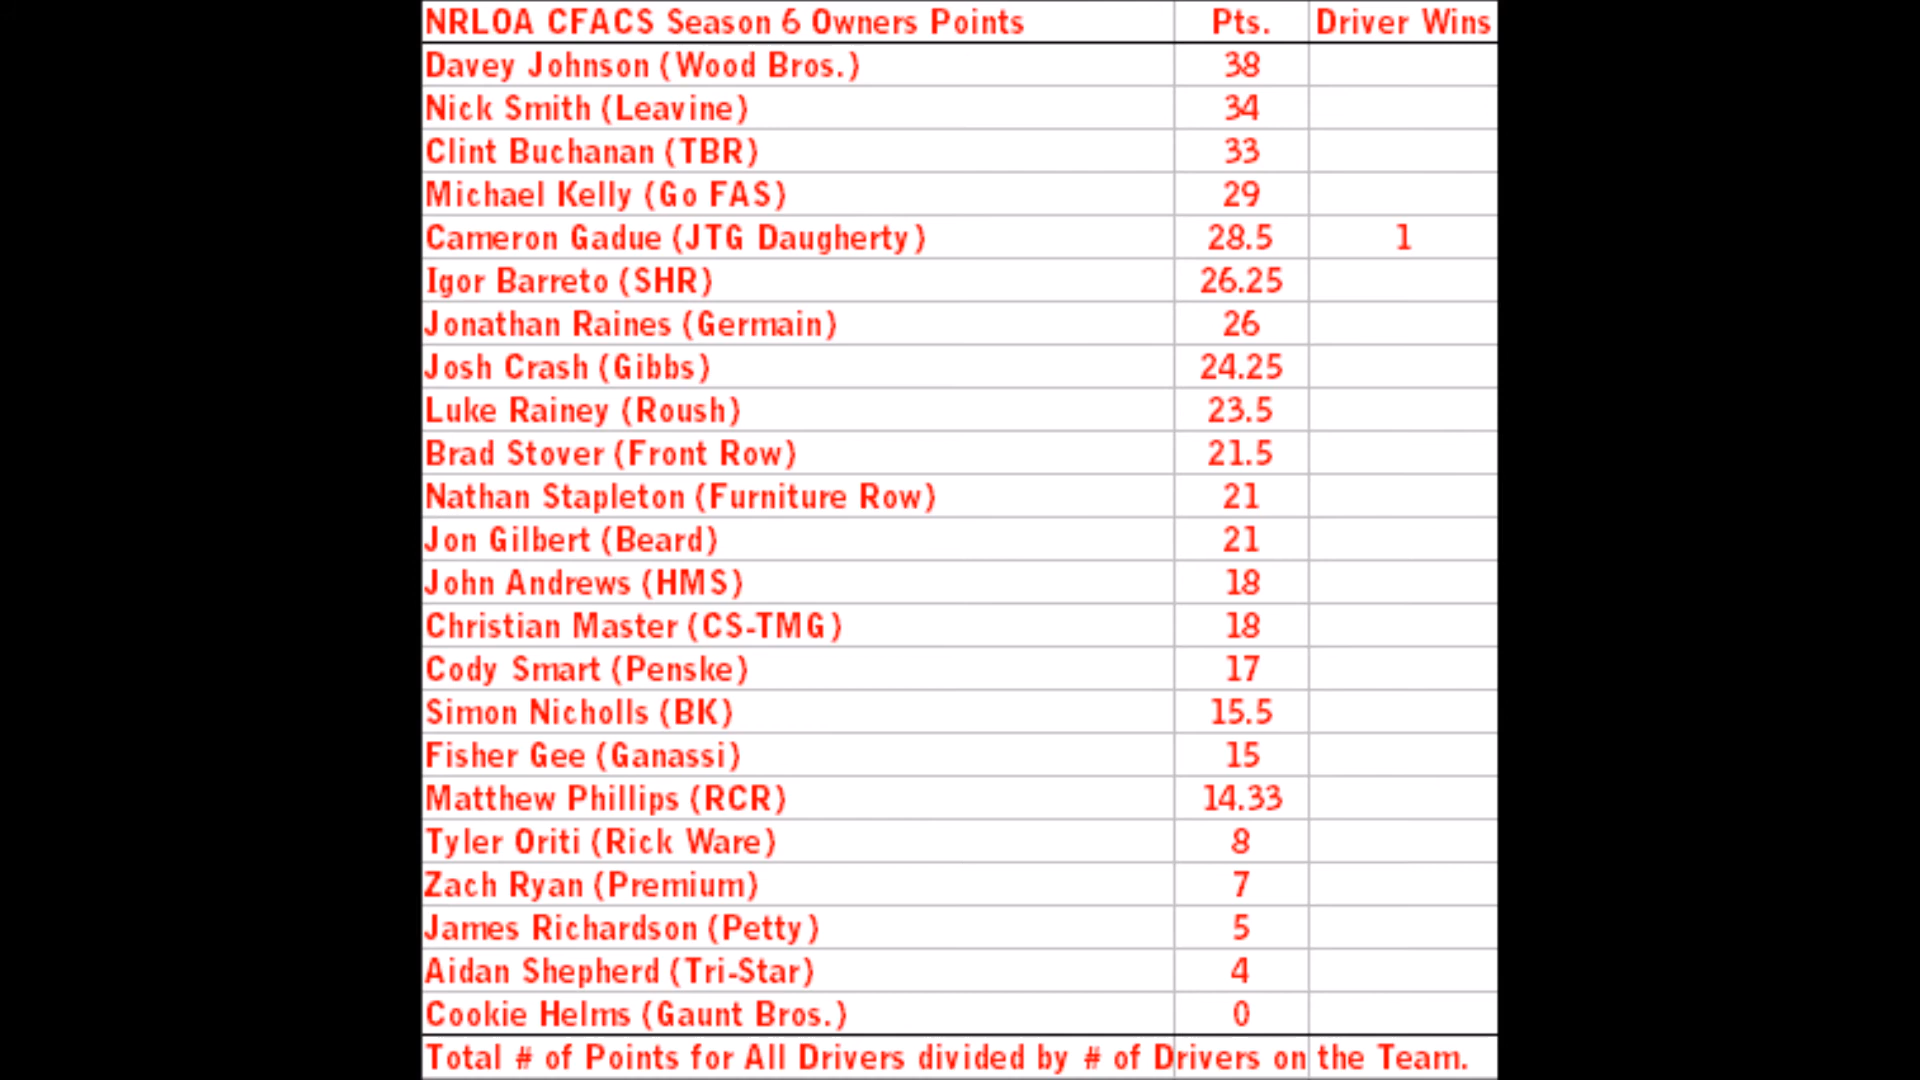 NRLOA CFACS Season 6 Owners Points Pts. Driver Wins
Davey Johnson (Wood Bros.) 38
Nick Smith (Leavine) 34
Clint Buchanan (TBR) 33
Michael Kelly (Go FAS) 29
Cameron Gadue (JTG Daugherty) 28.5 1
Igor Barreto (SHR) 26.25
Jonathan Raines (Germain) 26
Josh Crash (Gibbs) 24.25
Luke Rainey (Roush) 23.5
Brad Stover (Front Row) 21.5
Nathan Stapleton (Furniture Row) 21
Jon Gilbert (Beard) 21
John Andrews (HMS) 18
Christian Master (CS-TMG) 18
Cody Smart (Penske) 17
Simon Nicholls (BK) 15.5
Fisher Gee (Ganassi) 15
Matthew Phillips (RCR) 14.33
Tyler Oriti (Rick Ware) 8
Zach Ryan (Premium) 7
James Richardson (Petty) 5
Aidan Shepherd (Tri-Star) 4
Cookie Helms (Gaunt Bros.) 0
Total # of Points for All Drivers divided by # of Drivers on the Team.